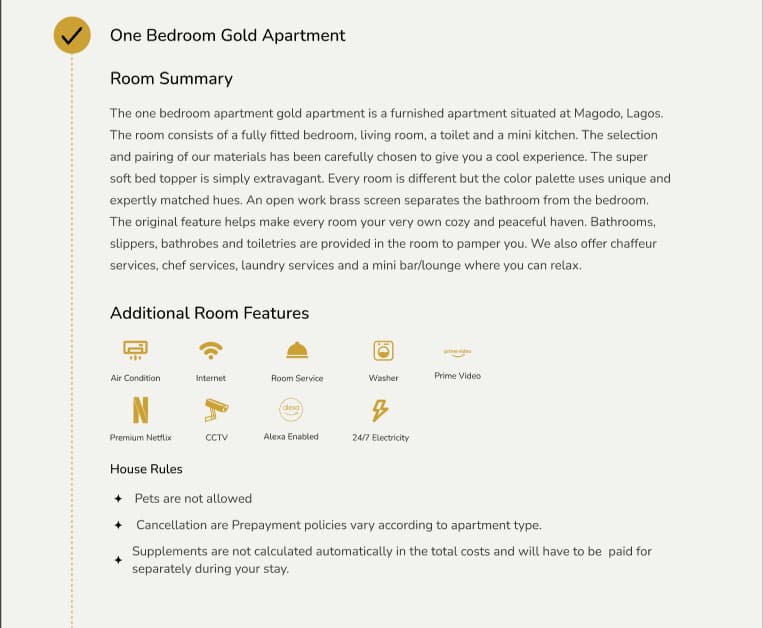 One Bedroom Gold Apartment
Room Summary
The one bedroom apartment gold apartment is a furnished apartment situated at Magodo, Lagos.
The room consists of a fully fitted bedroom, living room, a toilet and a mini kitchen. The selection
and pairing of our materials has been carefully chosen to give you a cool experience. The super
soft bed topper is simply extravagant. Every room is different but the color palette uses unique and
expertly matched hues. An open work brass screen separates the bathroom from the bedroom.
The original feature helps make every room your very own cozy and peaceful haven. Bathrooms,
slippers, bathrobes and toiletries are provided in the room to pamper you. We also offer chaffeur
services, chef services, laundry services and a mini bar/lounge where you can relax.
Additional Room Features
prime video
Air Condition Internet Room Service Washer Prime Video
alexa
Premium Netflix CCTV Alexa Enabled 24/7 Electricity
House Rules
Pets are not allowed
Cancellation are Prepayment policies vary according to apartment type.
Supplements are not calculated automatically in the total costs and will have to be paid for
separately during your stay.